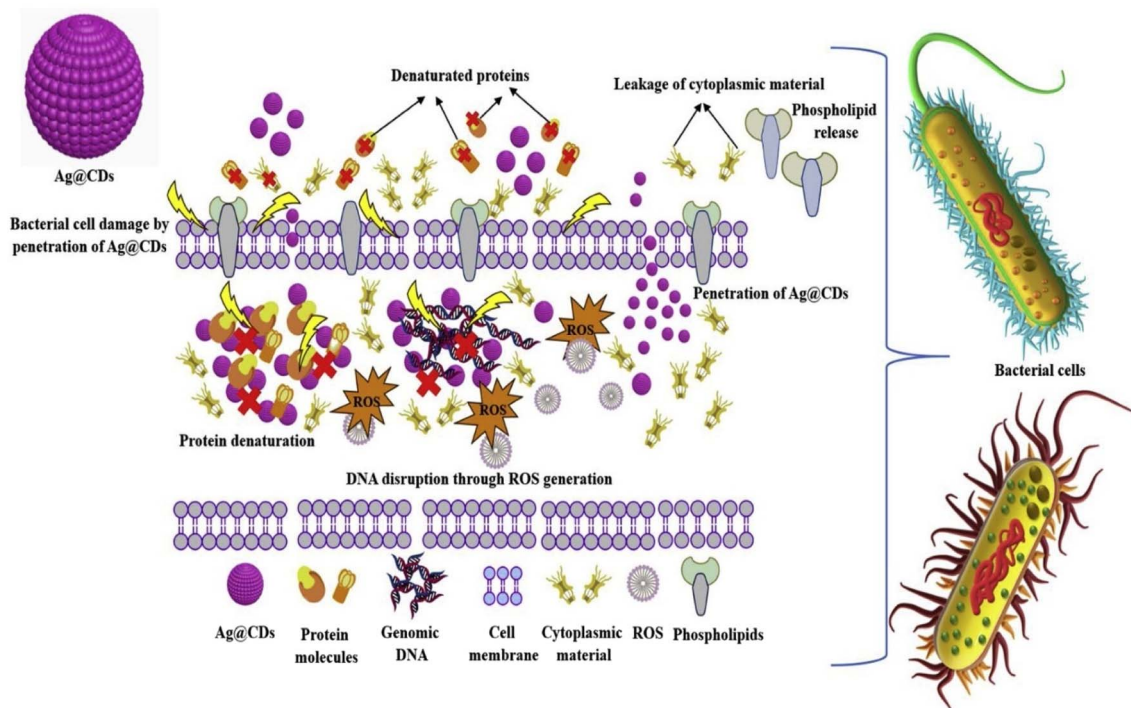 Denaturated proteins
Leakage of cytoplasmic material
Phospholipid
release
Ag@CDs
Bacterial cell damage by
penetration of Ag@CDs
Penetration of Ag@CDs
ROS
Bacterial cells
ROS
ROS
Protein denaturation
DNA disruption through ROS generation
Ag@CDs
Protein
molecules
Genomic
DNA
Cell
membrane
Cytoplasmic
material
ROS
Phospholipids